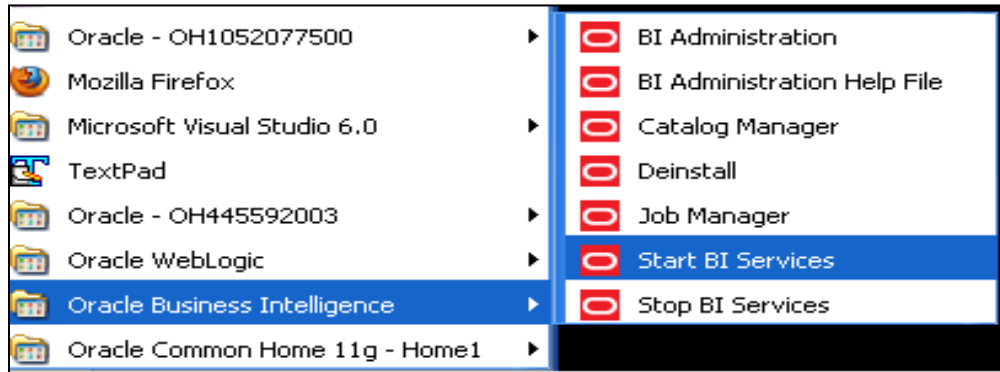 Oracle - OH1052077500
Mozilla Firefox
Microsoft Visual Studio 6.0
TextPad
Oracle - OH445592003
Oracle WebLogic
Oracle Business Intelligence
Oracle Common Home 11g - Home1
BI Administration
BI Administration Help File
Catalog Manager
Deinstall
Job Manager
Start BI Services
Stop BI Services